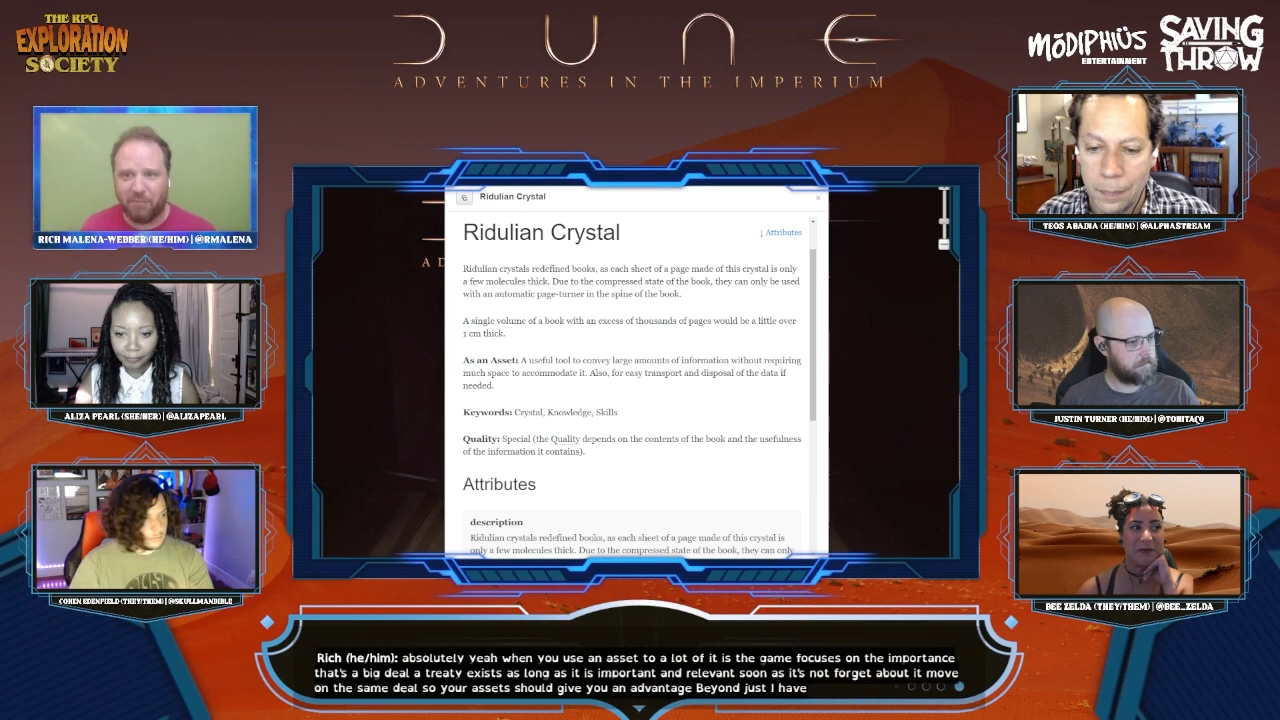 THE RPG
EXPLORATION
SOCIETY
DUNE
ADVENTURES IN THE IMPERIUM
MŌDIPHIÜS
ENTERTAINMENT
SAVING
THROW
RICH MALENA-WEBBER (HE/HIM) | @RMALENA
ALIZA PEARL (SHE/HER) | @ALIZAPEARL
COHEN EDENFIELD (THEY/THEM) | @SKULLMANDIBLE
Ridulian Crystal
×
Ridulian Crystal
↓ Attributes
A D
Ridulian crystals redefined books, as each sheet of a page made of this crystal is only
a few molecules thick. Due to the compressed state of the book, they can only be used
with an automatic page-turner in the spine of the book.
A single volume of a book with an excess of thousands of pages would be a little over
1 cm thick.
As an Asset: A useful tool to convey large amounts of information without requiring
much space to accommodate it. Also, for easy transport and disposal of the data if
needed.
Keywords: Crystal, Knowledge, Skills
Quality: Special (the Quality depends on the contents of the book and the usefulness
of the information it contains).
Attributes
description
Ridulian crystals redefined books, as each sheet of a page made of this crystal is
only a few molecules thick. Due to the compressed state of the book, they can only
TEOS ABADIA (HE/HIM) | @ALPHASTREAM
JUSTIN TURNER (HE/HIM) | @TOHITACO
BEE ZELDA (THEY/THEM) | @BEE_ZELDA
Rich (he/him): absolutely yeah when you use an asset to a lot of it is the game focuses on the importance
that's a big deal a treaty exists as long as it is important and relevant soon as it's not forget about it move
on the same deal so your assets should give you an advantage Beyond just I have